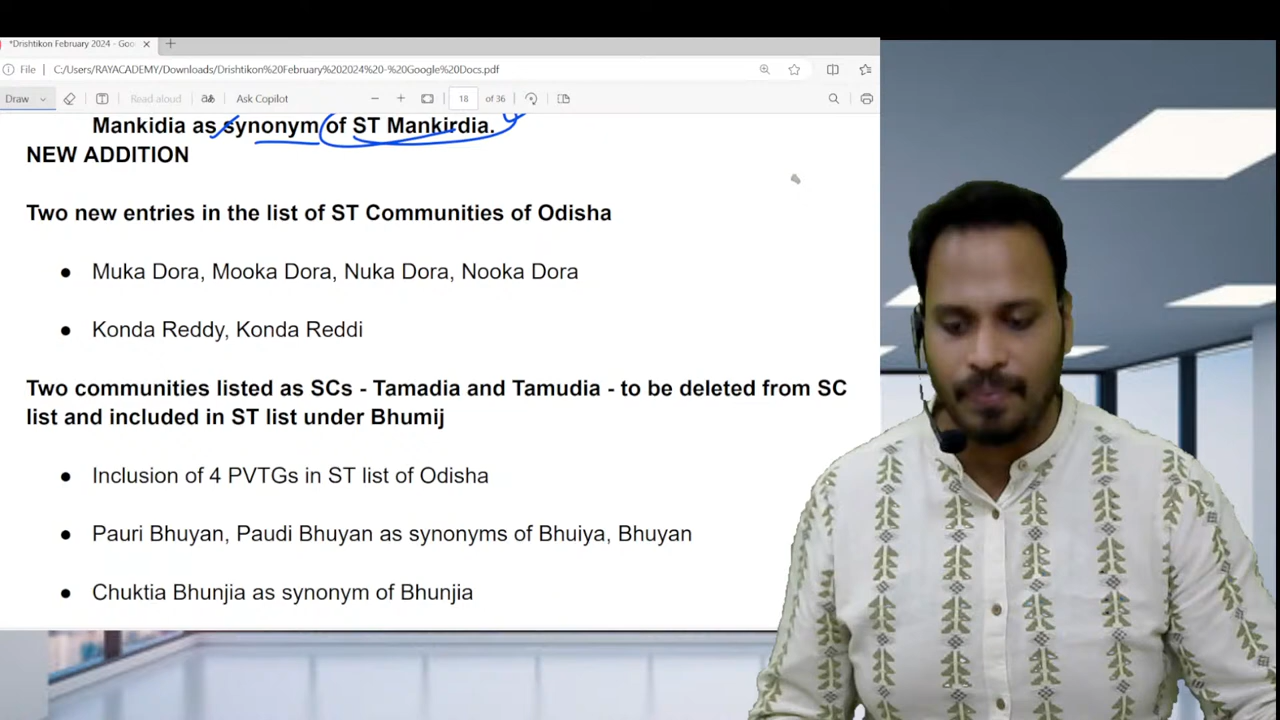 *Drishtikon February 2024 - Goo
File C:/Users/RAYACADEMY/Downloads/Drishtikon%20February%202024%20-%20Google%20Docs.pdf
Draw Read aloud Ask Copilot 18 of 36
Mankidia as synonym of ST Mankirdia.
NEW ADDITION
Two new entries in the list of ST Communities of Odisha
● Muka Dora, Mooka Dora, Nuka Dora, Nooka Dora
● Konda Reddy, Konda Reddi
Two communities listed as SCs - Tamadia and Tamudia - to be deleted from SC
list and included in ST list under Bhumij
● Inclusion of 4 PVTGs in ST list of Odisha
● Pauri Bhuyan, Paudi Bhuyan as synonyms of Bhuiya, Bhuyan
● Chuktia Bhunjia as synonym of Bhunjia